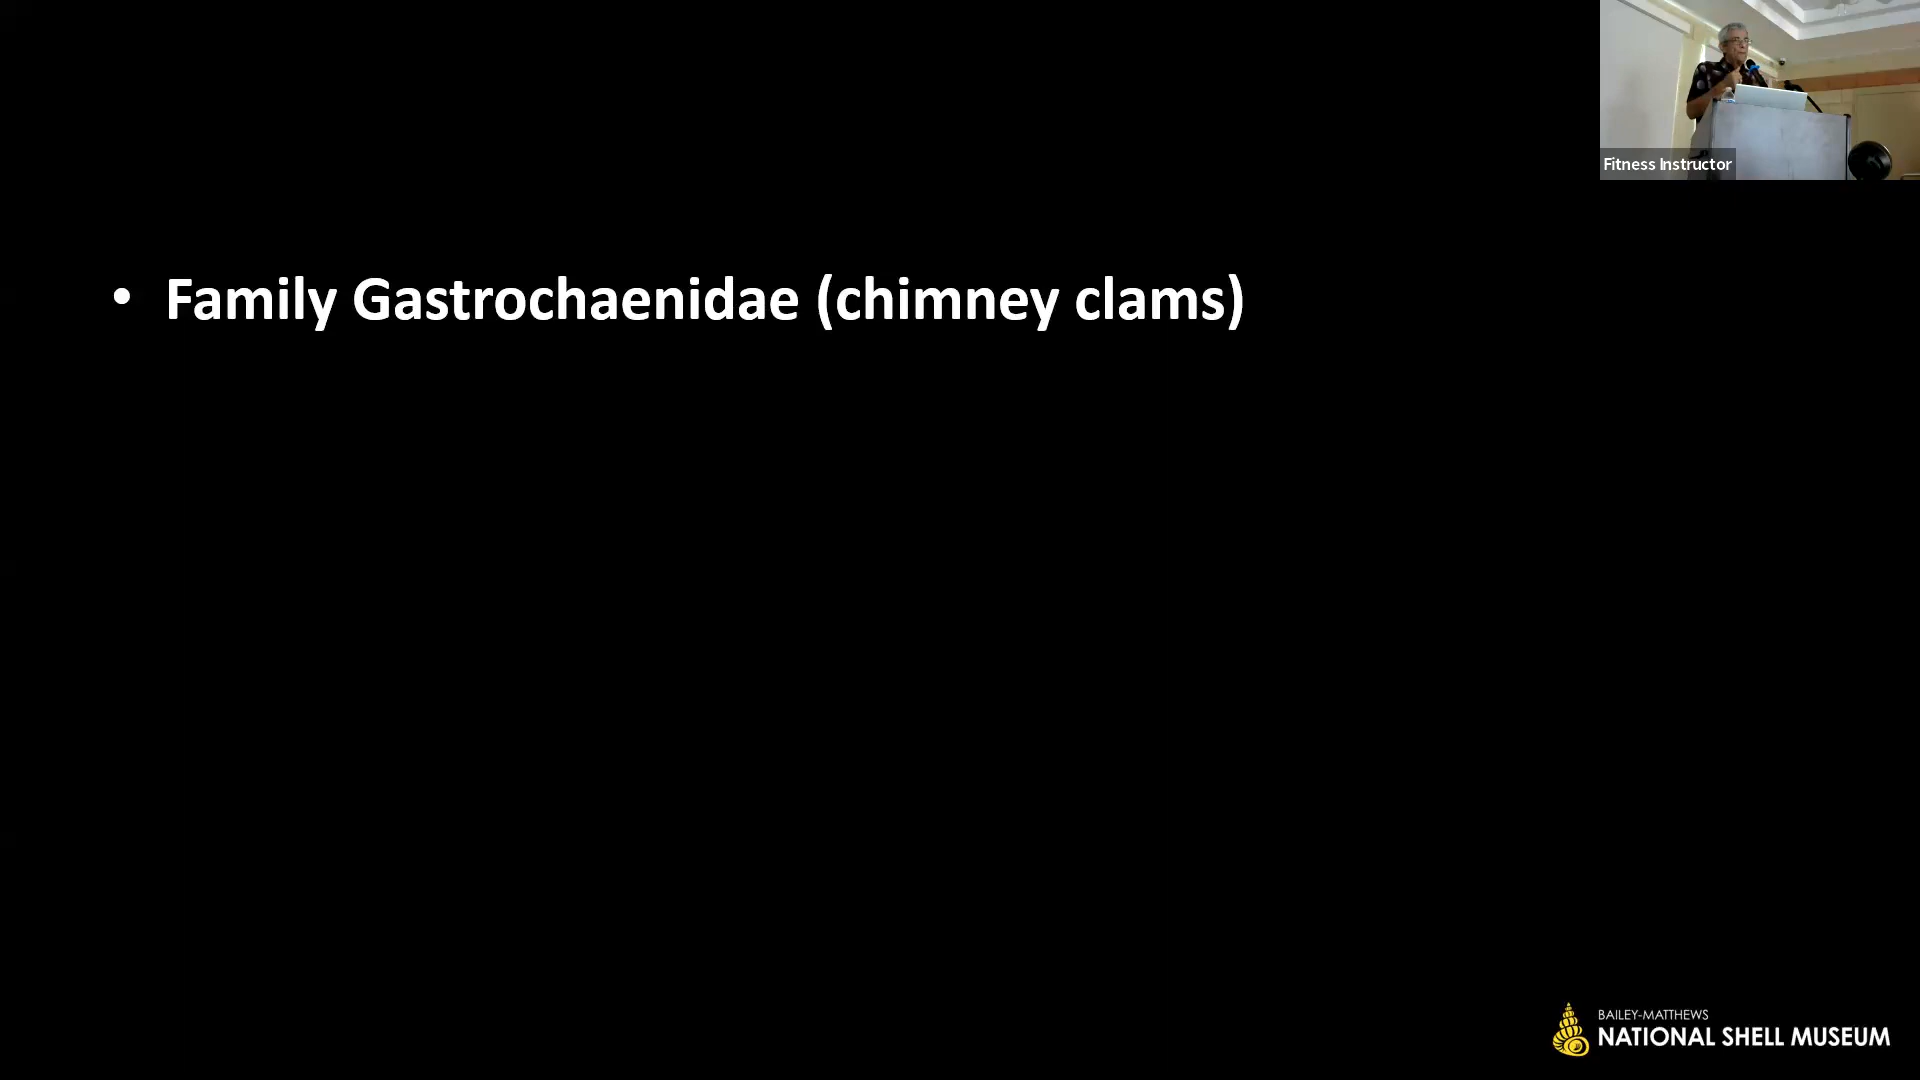 Fitness Instructor
• Family Gastrochaenidae (chimney clams)
BAILEY-MATTHEWS
NATIONAL SHELL MUSEUM